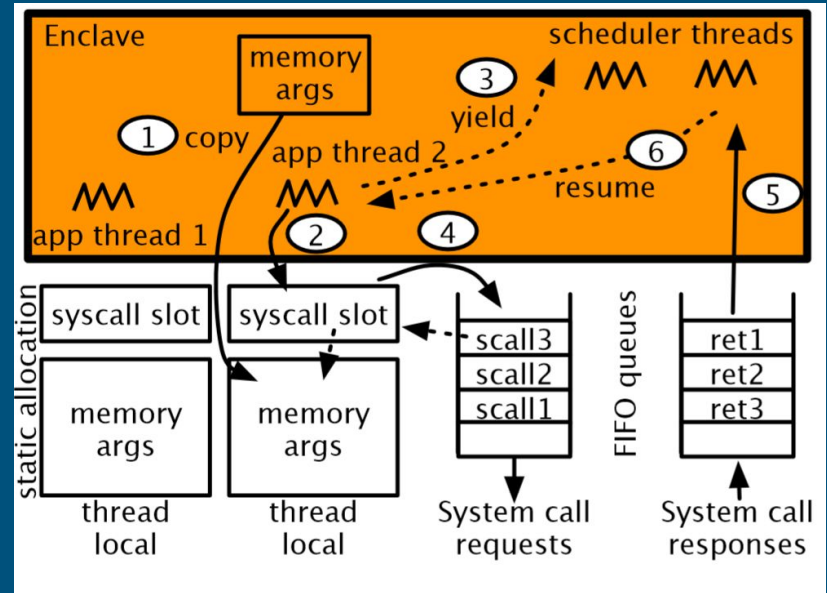 Enclave
scheduler threads
memory
args
3
yield
1
copy
app thread 2
6
resume
5
app thread 1
2
4
static allocation
syscall slot
syscall slot
memory
args
memory
args
thread
local
thread
local
scall3
scall2
scall1
System call
requests
FIFO queues
ret1
ret2
ret3
System call
responses